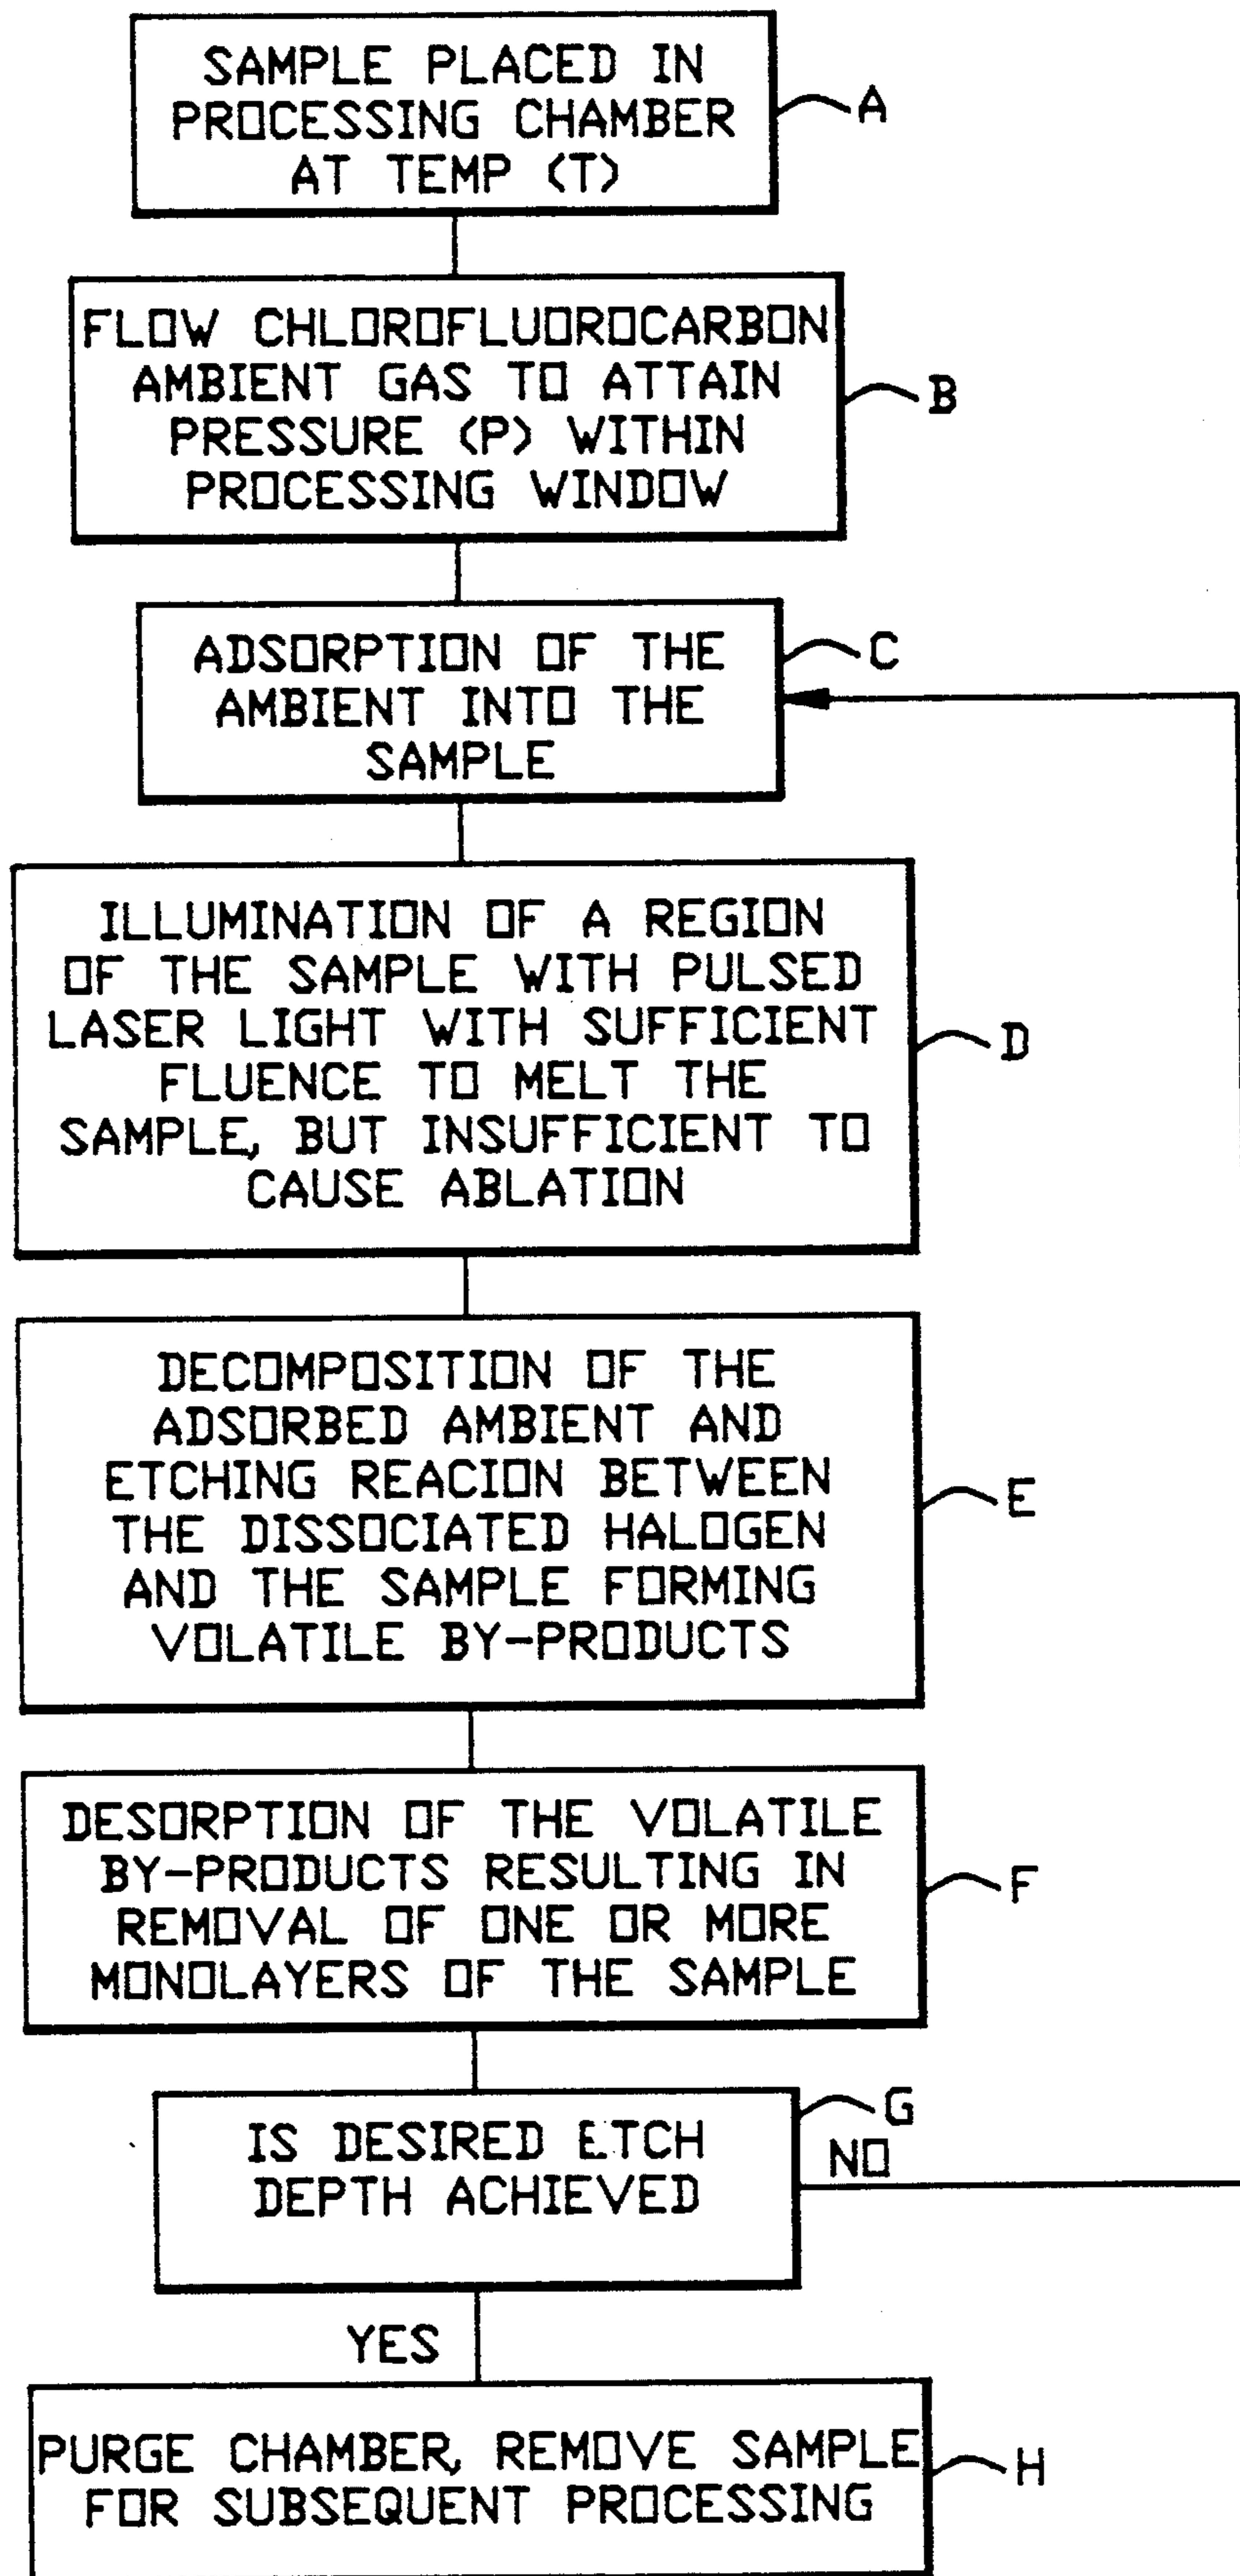 SAMPLE PLACED IN
PROCESSING CHAMBER
AT TEMP (T)
A
FLOW CHLOROFLUOROCARBON
AMBIENT GAS TO ATTAIN
PRESSURE (P) WITHIN
PROCESSING WINDOW
B
ADSORPTION OF THE
AMBIENT INTO THE
SAMPLE
C
ILLUMINATION OF A REGION
OF THE SAMPLE WITH PULSED
LASER LIGHT WITH SUFFICIENT
FLUENCE TO MELT THE
SAMPLE, BUT INSUFFICIENT TO
CAUSE ABLATION
D
DECOMPOSITION OF THE
ADSORBED AMBIENT AND
ETCHING REACION BETWEEN
THE DISSOCIATED HALOGEN
AND THE SAMPLE FORMING
VOLATILE BY-PRODUCTS
E
DESORPTION OF THE VOLATILE
BY-PRODUCTS RESULTING IN
REMOVAL OF ONE OR MORE
MONOLAYERS OF THE SAMPLE
F
IS DESIRED ETCH
DEPTH ACHIEVED
G
NO
YES
PURGE CHAMBER, REMOVE SAMPLE
FOR SUBSEQUENT PROCESSING
H